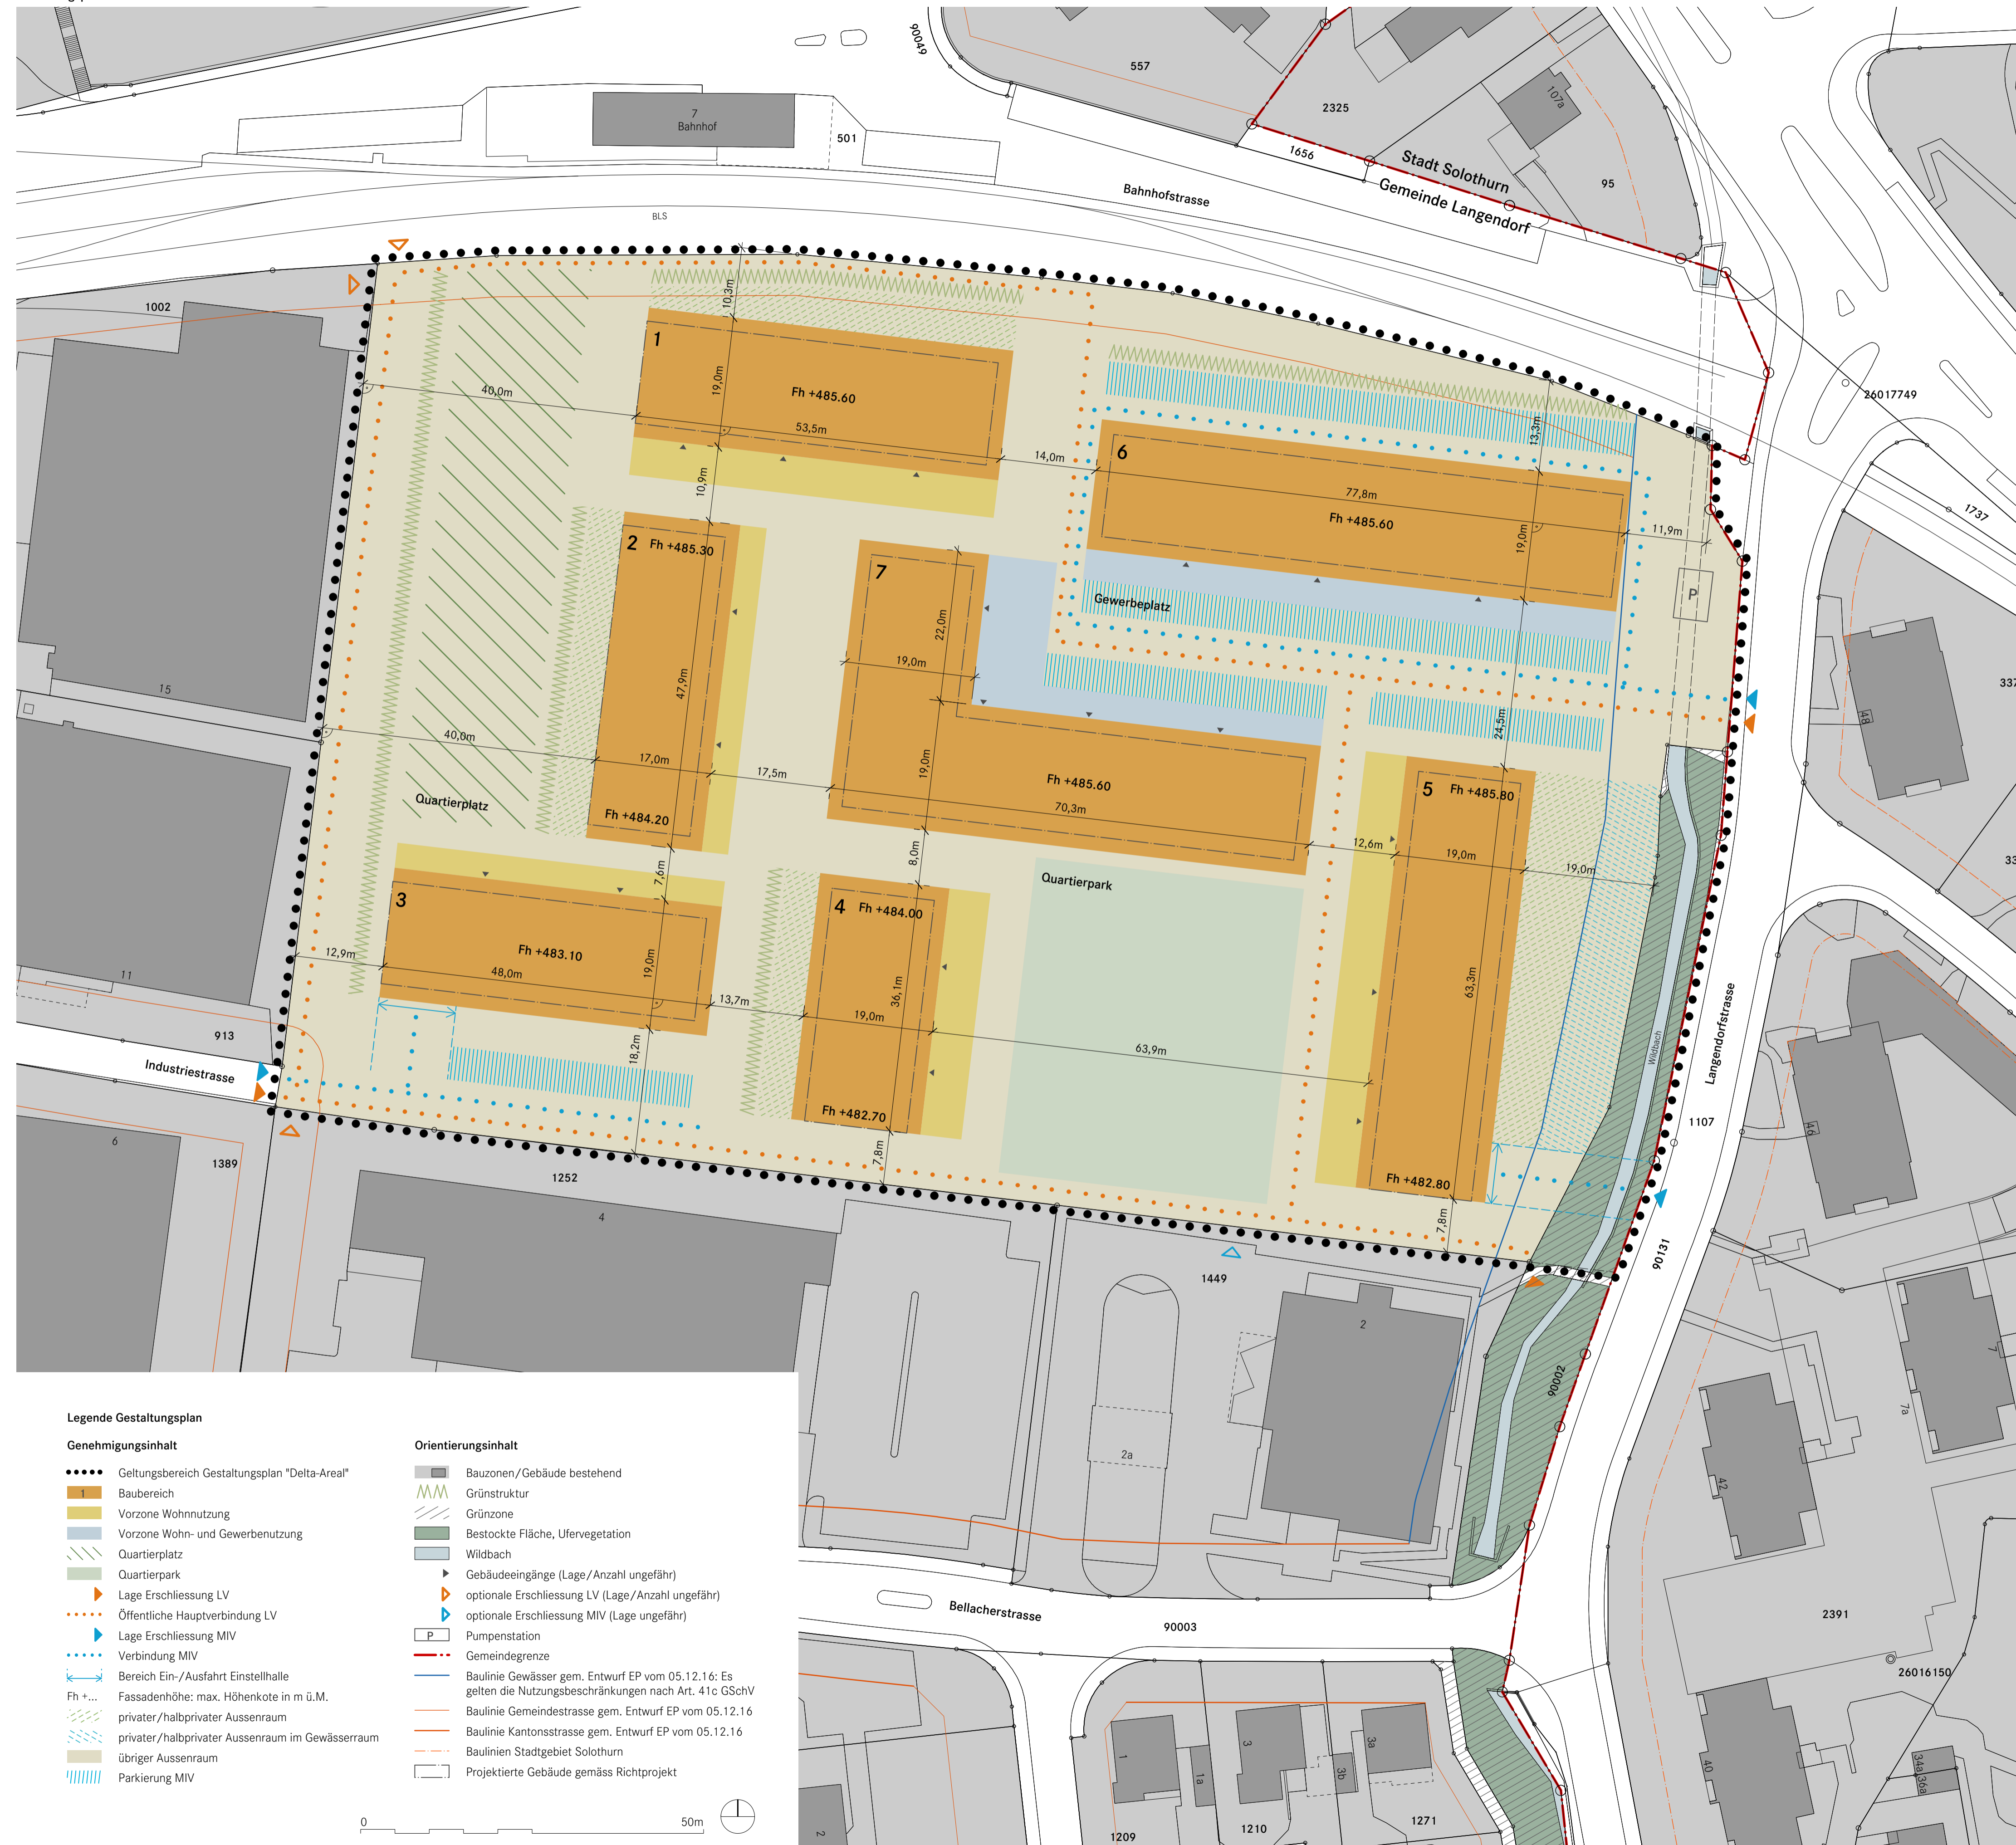 90049
557
2325
107a
7
Bahnhof
501
1656
Stadt Solothurn
Gemeinde Langendorf
95
Bahnhofstrasse
BLS
1002
26017749
1737
10,3m
1
40,0m
19,0m
Fh +485.60
53,5m
14,0m
13,3m
6
77,8m
Fh +485.60
11,9m
10,9m
19,0m
2
Fh +485.30
7
P
Gewerbeplatz
22,0m
19,0m
47,9m
15
337
48
40,0m
17,0m
17,5m
19,0m
24,5m
Fh +485.60
70,3m
5
Fh +485.80
Quartierplatz
Fh +484.20
7,6m
8,0m
12,6m
19,0m
19,0m
33
Quartierpark
3
4
Fh +484.00
12,9m
Fh +483.10
48,0m
19,0m
13,7m
36,1m
19,0m
63,3m
11
63,9m
18,2m
Wildbach
Langendorfstrasse
913
Industriestrasse
Fh +482.70
7,8m
1107
46
6
1389
1252
Fh +482.80
7,8m
4
1449
90131
2
7
90002
2a
42
7a
Legende Gestaltungsplan
Genehmigungsinhalt
Geltungsbereich Gestaltungsplan "Delta-Areal"
1 Baubereich
Vorzone Wohnnutzung
Vorzone Wohn- und Gewerbenutzung
Quartierplatz
Quartierpark
Lage Erschliessung LV
Öffentliche Hauptverbindung LV
Lage Erschliessung MIV
Verbindung MIV
Bereich Ein-/Ausfahrt Einstellhalle
Fh +... Fassadenhöhe: max. Höhenkote in m ü.M.
privater/halbprivater Aussenraum
privater/halbprivater Aussenraum im Gewässerraum
übriger Aussenraum
Parkierung MIV
Orientierungsinhalt
Bauzonen/Gebäude bestehend
Grünstruktur
Grünzone
Bestockte Fläche, Ufervegetation
Wildbach
Gebäudeeingänge (Lage/Anzahl ungefähr)
optionale Erschliessung LV (Lage/Anzahl ungefähr)
optionale Erschliessung MIV (Lage ungefähr)
P Pumpenstation
Gemeindegrenze
Baulinie Gewässer gem. Entwurf EP vom 05.12.16: Es
gelten die Nutzungsbeschränkungen nach Art. 41c GSchV
Baulinie Gemeindestrasse gem. Entwurf EP vom 05.12.16
Baulinie Kantonsstrasse gem. Entwurf EP vom 05.12.16
Baulinien Stadtgebiet Solothurn
Projektierte Gebäude gemäss Richtprojekt
0
50m
Bellacherstrasse
90003
2391
26016150
1
1a
3
3b
3a
40
34a
36a
2
1209
1210
1271